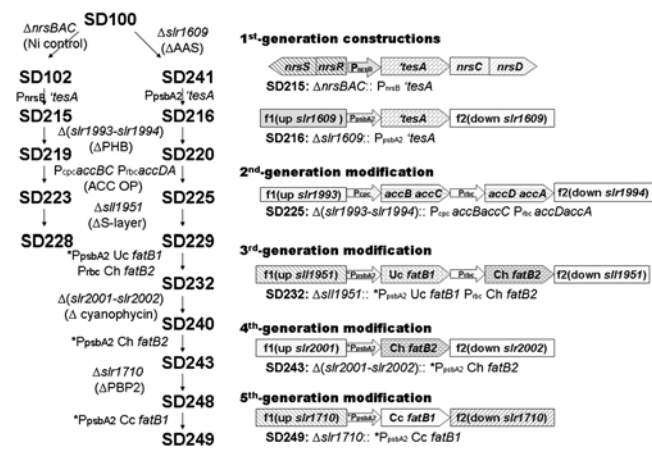 SD100
ΔnrsBAC
(Ni control)
Δslr1609
(ΔAAS)
SD102
SD241
PnrsB 'tesA
PpsbA2 'tesA
SD215
SD216
Δ(slr1993-slr1994)
(ΔPHB)
SD219
SD220
PcpcaccBC PrbcaccDA
(ACC OP)
SD223
SD225
Δsll1951
(ΔS-layer)
SD228
SD229
*PpsbA2 Uc fatB1
Prbc Ch fatB2
SD232
Δ(slr2001-slr2002)
(Δ cyanophycin)
SD240
*PpsbA2 Ch fatB2
SD243
Δslr1710
(ΔPBP2)
SD248
*PpsbA2 Cc fatB1
SD249
1st-generation constructions
nrsS nrsR PnrsB 'tesA nrsC nrsD
SD215: ΔnrsBAC:: PnrsB 'tesA
f1(up slr1609 ) PpsbA2 'tesA f2(down slr1609)
SD216: Δslr1609:: PpsbA2 'tesA
2nd-generation modification
f1(up slr1993) Pcpc accB accC Prbc accD accA f2(down slr1994)
SD225: Δ(slr1993-slr1994):: Pcpc accBaccC Prbc accDaccA
3rd-generation modification
f1(up sll1951) *PpsbA2 Uc fatB1 Prbc Ch fatB2 f2(down sll1951)
SD232: Δsll1951:: *PpsbA2 Uc fatB1 Prbc Ch fatB2
4th-generation modification
f1(up slr2001) *PpsbA2 Ch fatB2 f2(down slr2002)
SD243: Δ(slr2001-slr2002):: *PpsbA2 Ch fatB2
5th-generation modification
f1(up slr1710) *PpsbA2 Cc fatB1 f2(down slr1710)
SD249: Δslr1710:: *PpsbA2 Cc fatB1